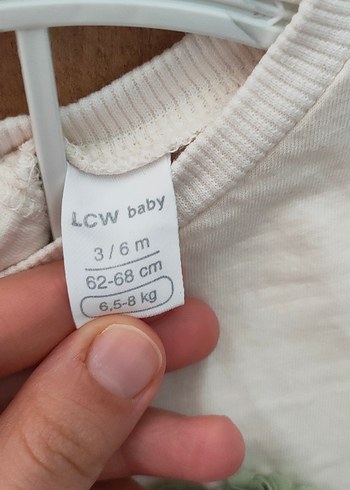 LCW baby
3 / 6 m
62-68 cm
6,5-8 kg